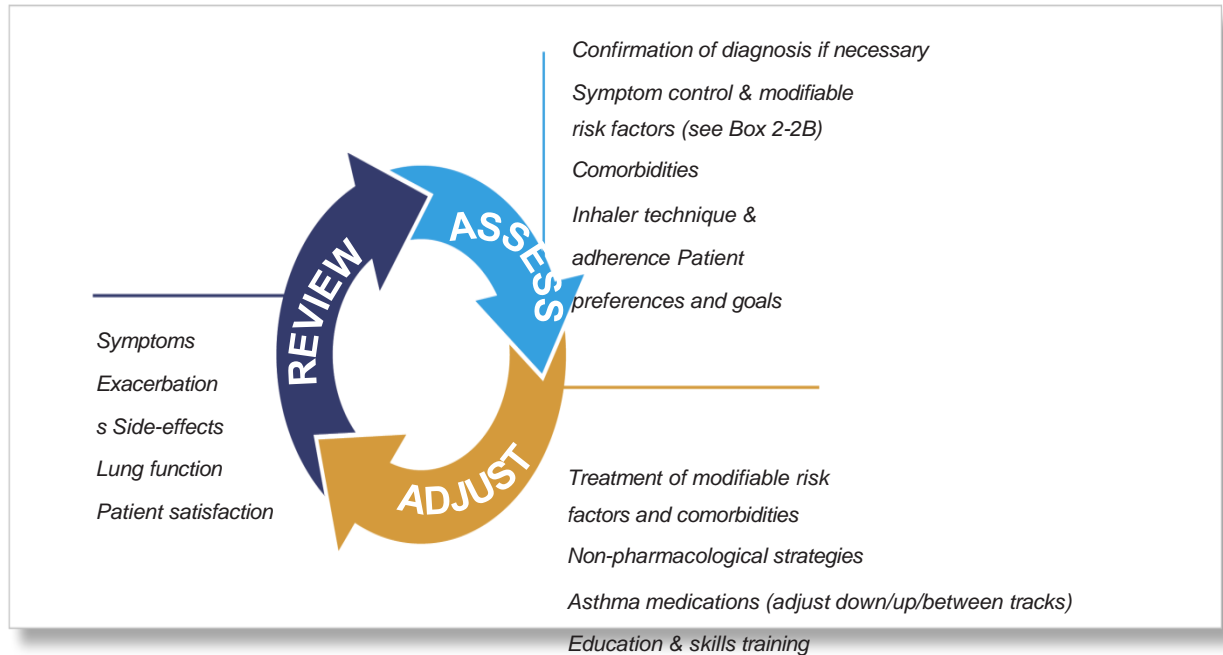 Confirmation of diagnosis if necessary
Symptom control & modifiable
risk factors (see Box 2-2B)
Comorbidities
Inhaler technique &
adherence Patient
preferences and goals
ASSESS
REVIEW
ADJUST
Symptoms
Exacerbation
s Side-effects
Lung function
Patient satisfaction
Treatment of modifiable risk
factors and comorbidities
Non-pharmacological strategies
Asthma medications (adjust down/up/between tracks)
Education & skills training